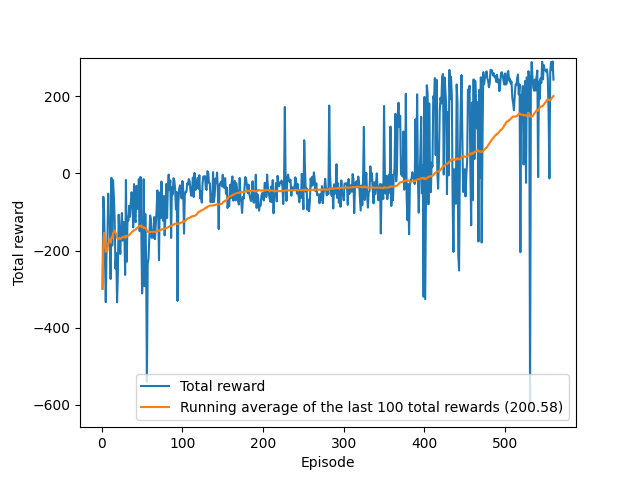 Total reward
200
0
−200
−400
−600
Total reward
Running average of the last 100 total rewards (200.58)
0
100
200
300
400
500
Episode